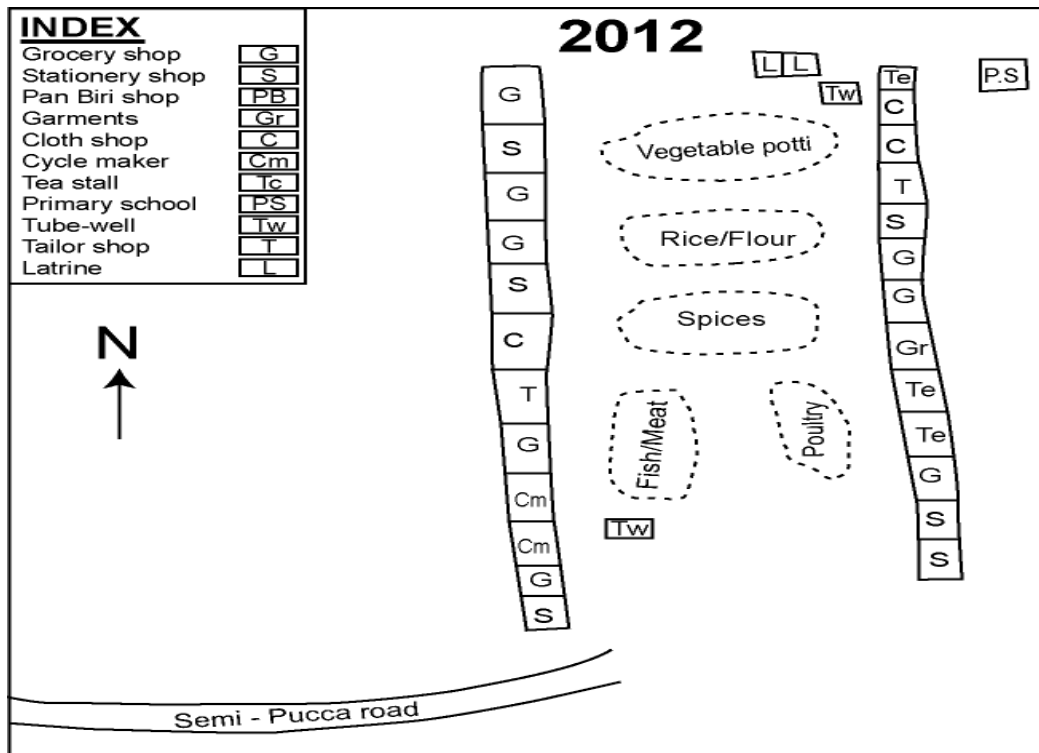 INDEX
Grocery shop G
Stationery shop S
Pan Biri shop PB
Garments Gr
Cloth shop C
Cycle maker Cm
Tea stall Tc
Primary school PS
Tube-well Tw
Tailor shop T
Latrine L
2012
N
G
S
G
G
S
C
T
G
Cm
Cm
G
S
L L
Tw
Vegetable potti
Rice/Flour
Spices
Fish/Meat
Poultry
Tw
Te
C
C
T
S
G
G
Gr
Te
Te
G
S
S
P.S
Semi - Pucca road